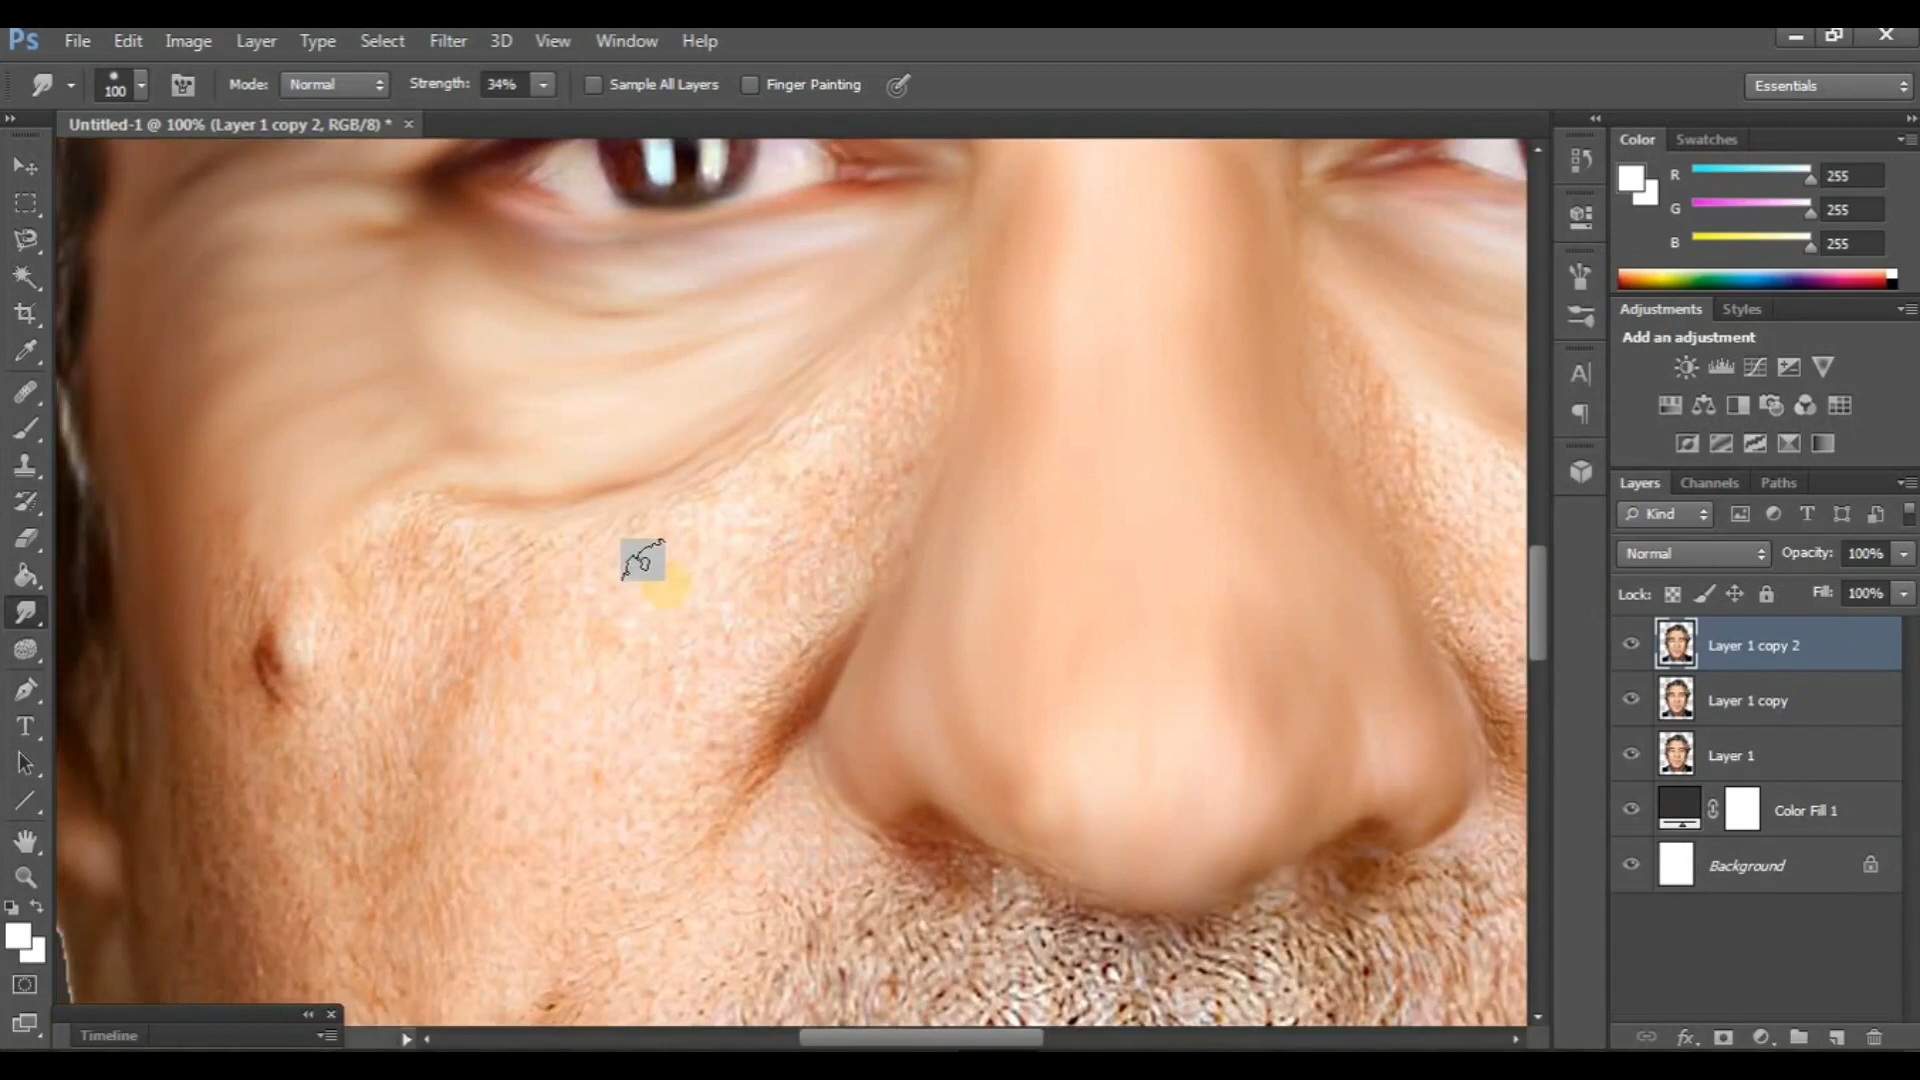 Ps File Edit Image Layer Type Select Filter 3D View Window Help
100 Mode: Normal Strength: 34% Sample All Layers Finger Painting Essentials
Untitled-1 @ 100% (Layer 1 copy 2, RGB/8) *
Color Swatches
R 255
G 255
B 255
Adjustments Styles
Add an adjustment
Layers Channels Paths
Kind
Normal Opacity: 100%
Lock: Fill: 100%
Layer 1 copy 2
Layer 1 copy
Layer 1
Color Fill 1
Background
Timeline